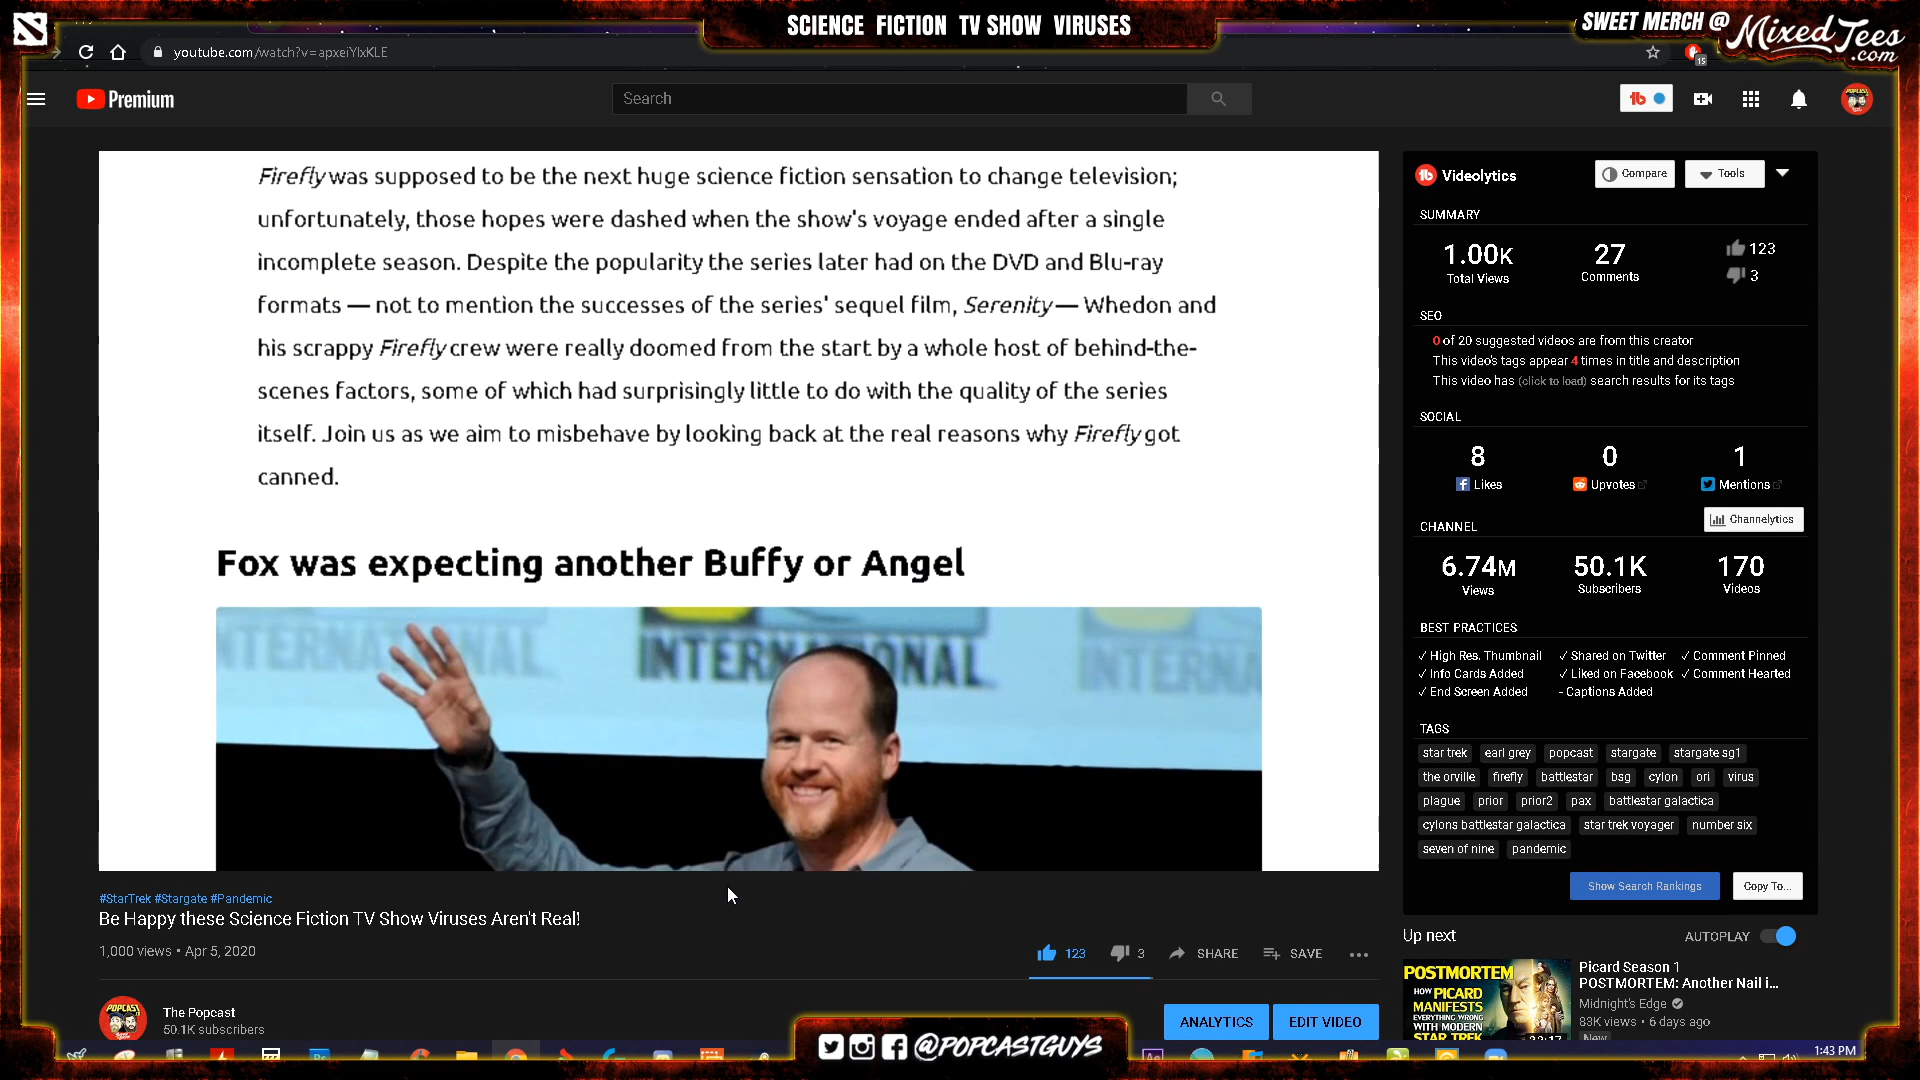 SCIENCE FICTION TV SHOW VIRUSES
SWEET MERCH @
MixedTees
.com
youtube.com/watch?v=apxeiYlxKLE
15
Premium
Search
Firefly was supposed to be the next huge science fiction sensation to change television;
unfortunately, those hopes were dashed when the show's voyage ended after a single
incomplete season. Despite the popularity the series later had on the DVD and Blu-ray
formats — not to mention the successes of the series' sequel film, Serenity — Whedon and
his scrappy Firefly crew were really doomed from the start by a whole host of behind-the-
scenes factors, some of which had surprisingly little to do with the quality of the series
itself. Join us as we aim to misbehave by looking back at the real reasons why Firefly got
canned.
Fox was expecting another Buffy or Angel
INTERNATIONAL
INTERNATIONAL
INTERNA
#StarTrek #Stargate #Pandemic
Be Happy these Science Fiction TV Show Viruses Aren't Real!
1,000 views • Apr 5, 2020
123
3
SHARE
SAVE
POPCAST
The Popcast
50.1K subscribers
ANALYTICS
EDIT VIDEO
Videolytics
Compare
Tools
SUMMARY
1.00K
Total Views
27
Comments
123
3
SEO
0 of 20 suggested videos are from this creator
This video's tags appear 4 times in title and description
This video has (click to load) search results for its tags
SOCIAL
8
Likes
0
Upvotes
1
Mentions
CHANNEL
Channelytics
6.74M
Views
50.1K
Subscribers
170
Videos
BEST PRACTICES
✓ High Res. Thumbnail ✓ Shared on Twitter ✓ Comment Pinned
✓ Info Cards Added ✓ Liked on Facebook ✓ Comment Hearted
✓ End Screen Added - Captions Added
TAGS
star trek earl grey popcast stargate stargate sg1
the orville firefly battlestar bsg cylon ori virus
plague prior prior2 pax battlestar galactica
cylons battlestar galactica star trek voyager number six
seven of nine pandemic
Show Search Rankings
Copy To...
Up next
AUTOPLAY
POSTMORTEM
HOW PICARD
MANIFESTS
EVERYTHING WRONG
WITH MODERN
STAR TREK
Picard Season 1
POSTMORTEM: Another Nail i...
Midnight's Edge
83K views • 6 days ago
New
@POPCASTGUYS
1:43 PM